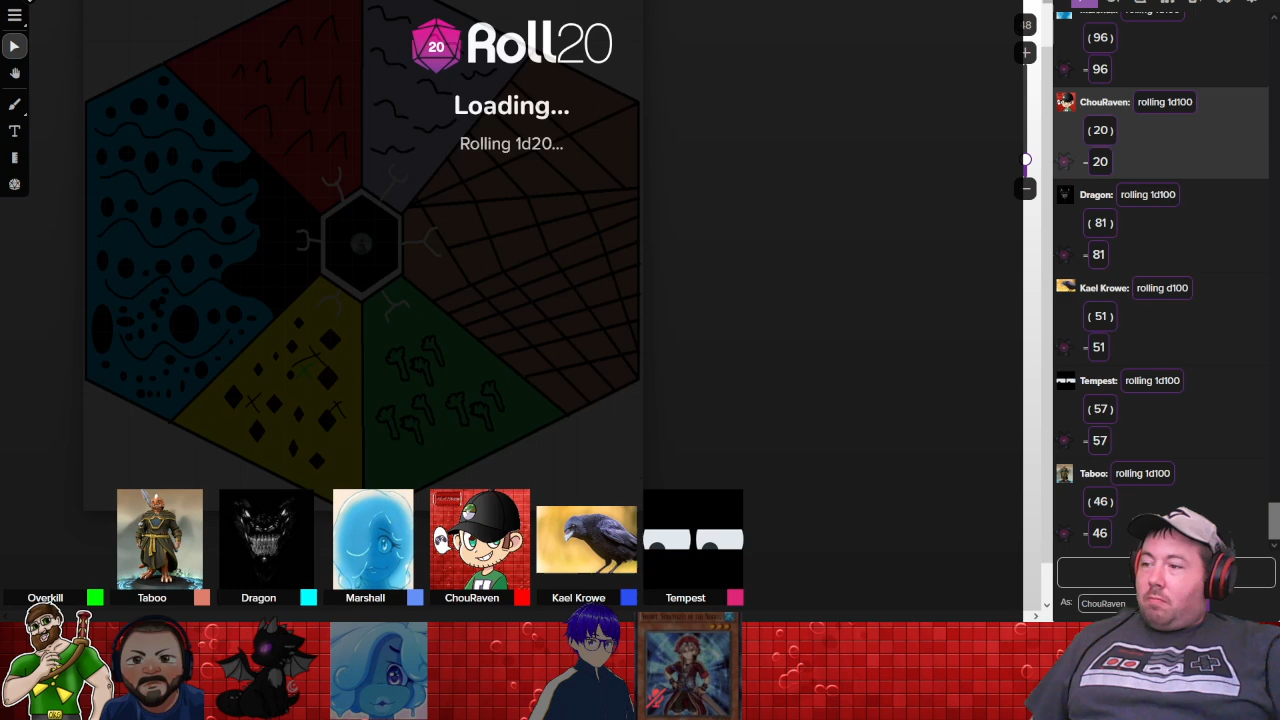 20 Roll20
Loading...
Rolling 1d20...
T
+
(96)
= 96
ChouRaven: rolling 1d100
(20)
= 20
Dragon: rolling 1d100
(81)
= 81
Kael Krowe: rolling d100
(51)
= 51
Tempest: rolling 1d100
(57)
= 57
Taboo: rolling 1d100
(46)
= 46
As: ChouRaven
Overkill
Taboo
Dragon
Marshall
ChouRaven
Kael Krowe
Tempest